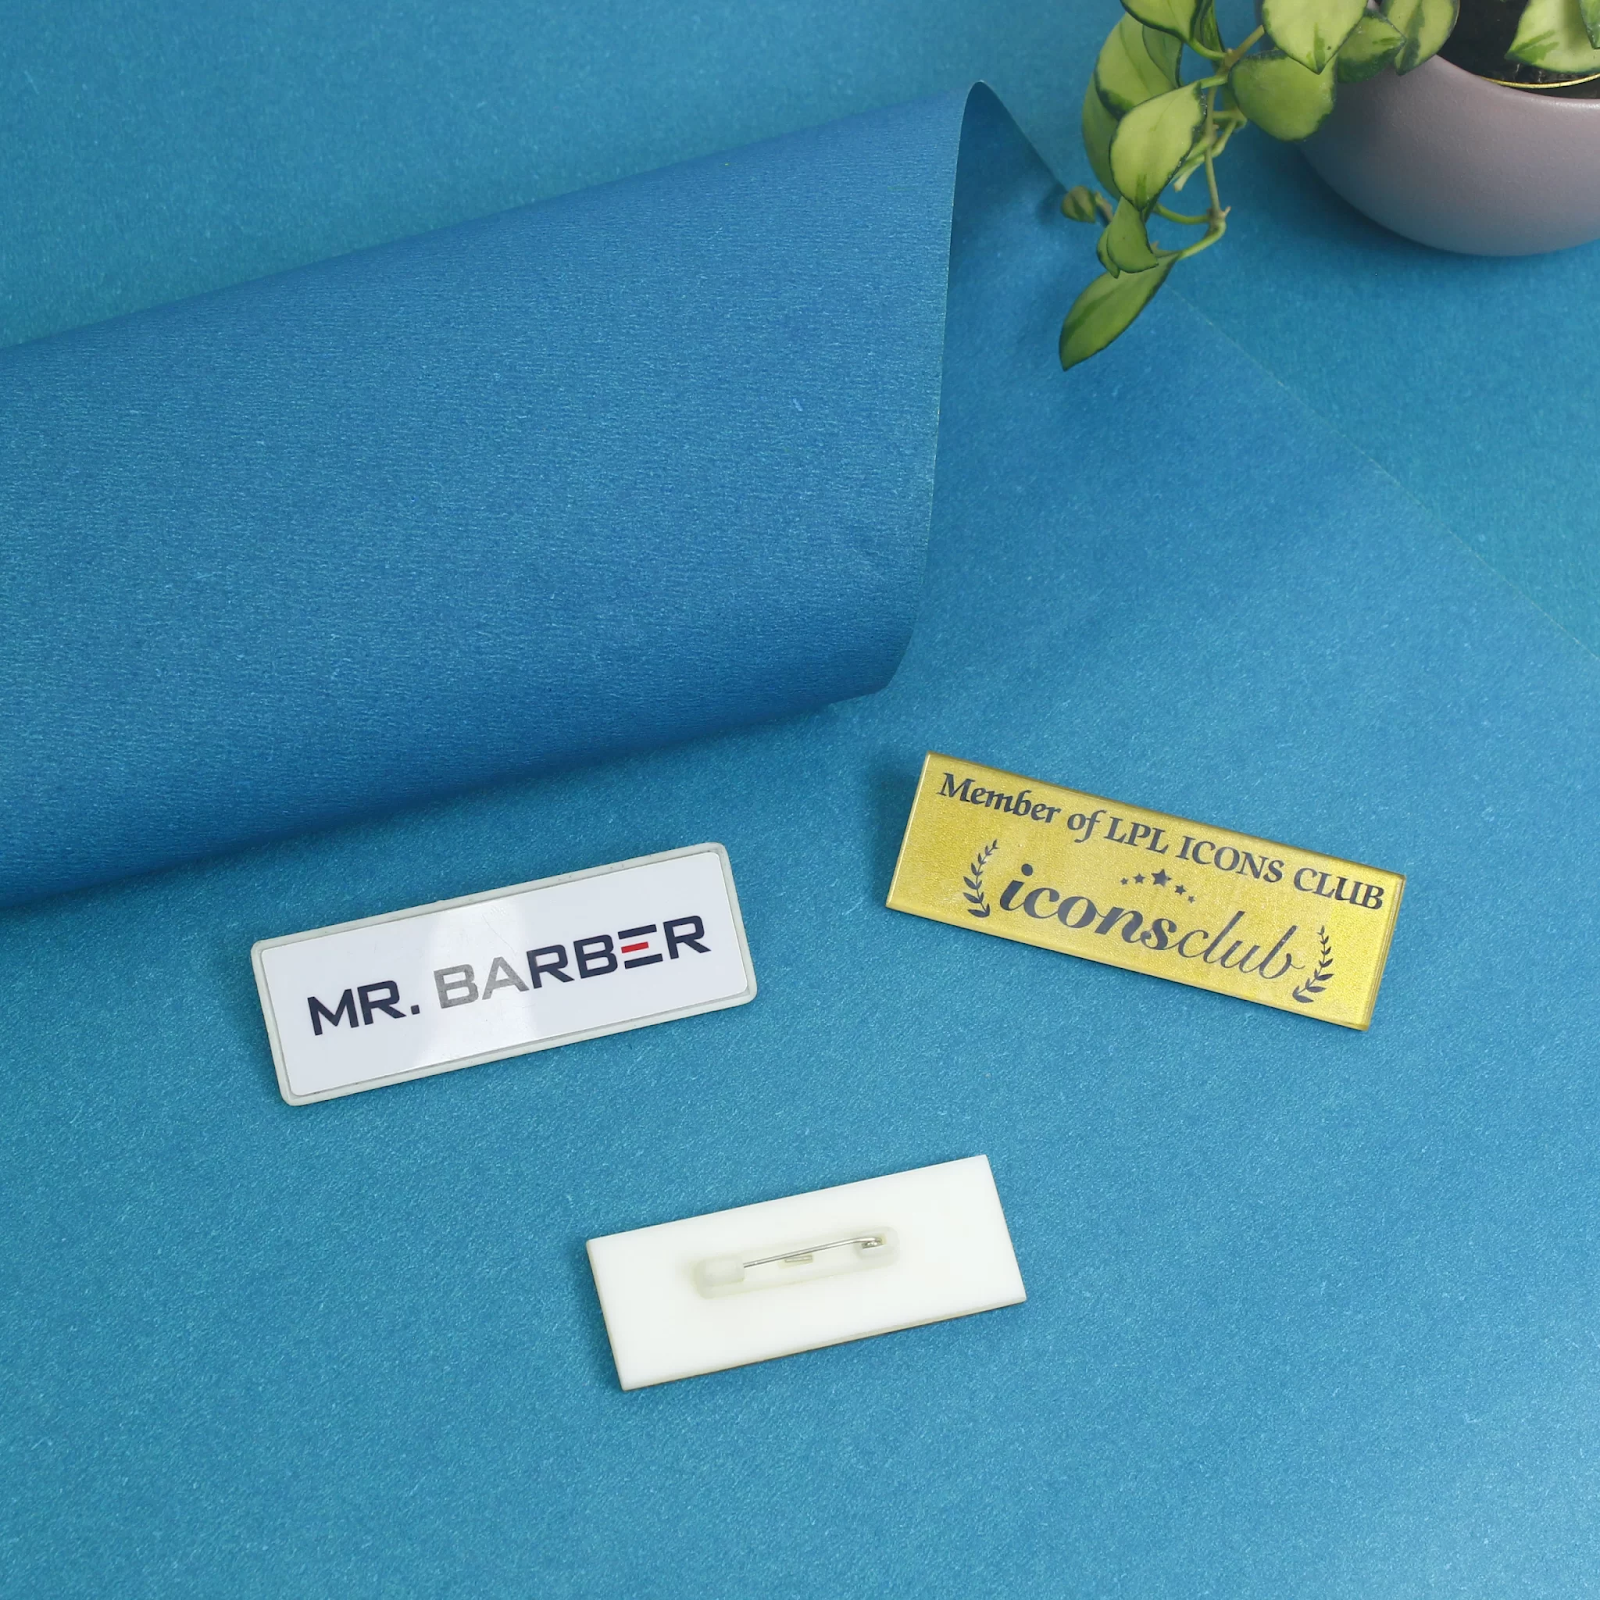 MR. BARBER
Member of LPL ICONS CLUB
iconsclub